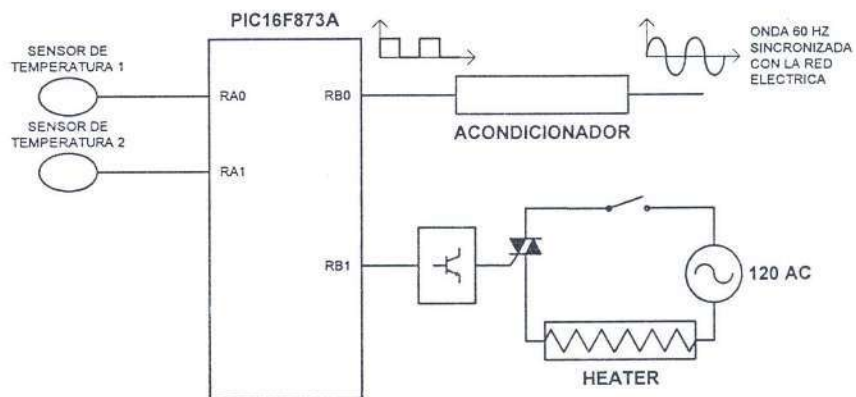 PIC16F873A
SENSOR DE
TEMPERATURA 1
RA0
RB0
ONDA 60 HZ
SINCRONIZADA
CON LA RED
ELECTRICA
ACONDICIONADOR
SENSOR DE
TEMPERATURA 2
RA1
RB1
120 AC
HEATER